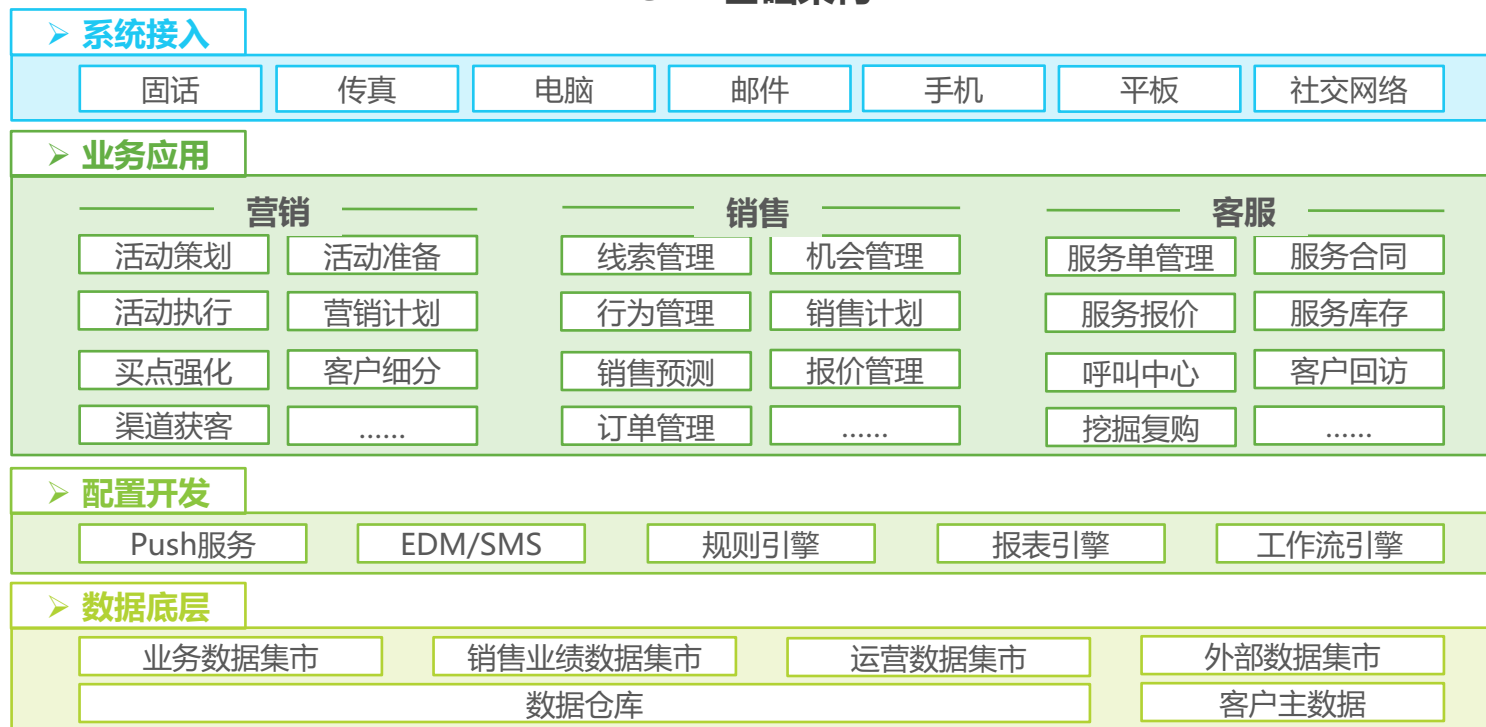 系统接入
固话 传真 电脑 邮件 手机 平板 社交网络
业务应用
营销 销售 客服
活动策划 活动准备 线索管理 机会管理 服务单管理 服务合同
活动执行 营销计划 行为管理 销售计划 服务报价 服务库存
买点强化 客户细分 销售预测 报价管理 呼叫中心 客户回访
渠道获客 …… 订单管理 …… 挖掘复购 ……
配置开发
Push服务 EDM/SMS 规则引擎 报表引擎 工作流引擎
数据底层
业务数据集市 销售业绩数据集市 运营数据集市 外部数据集市
数据仓库 客户主数据